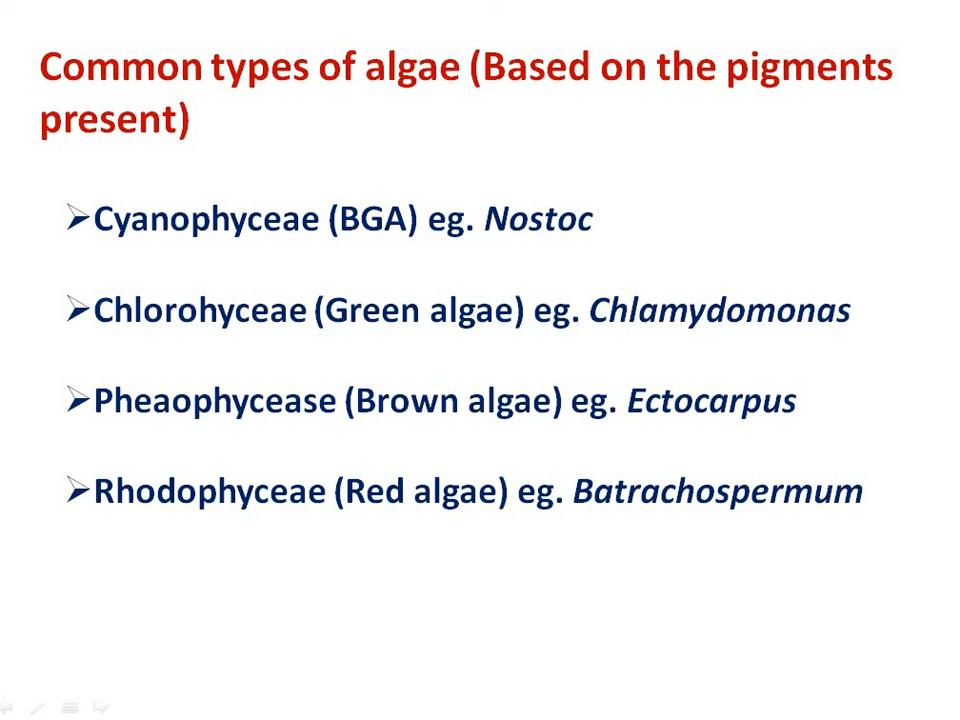 Common types of algae (Based on the pigments
present)
Cyanophyceae (BGA) eg. Nostoc
Chlorohyceae (Green algae) eg. Chlamydomonas
Pheaophycease (Brown algae) eg. Ectocarpus
Rhodophyceae (Red algae) eg. Batrachospermum